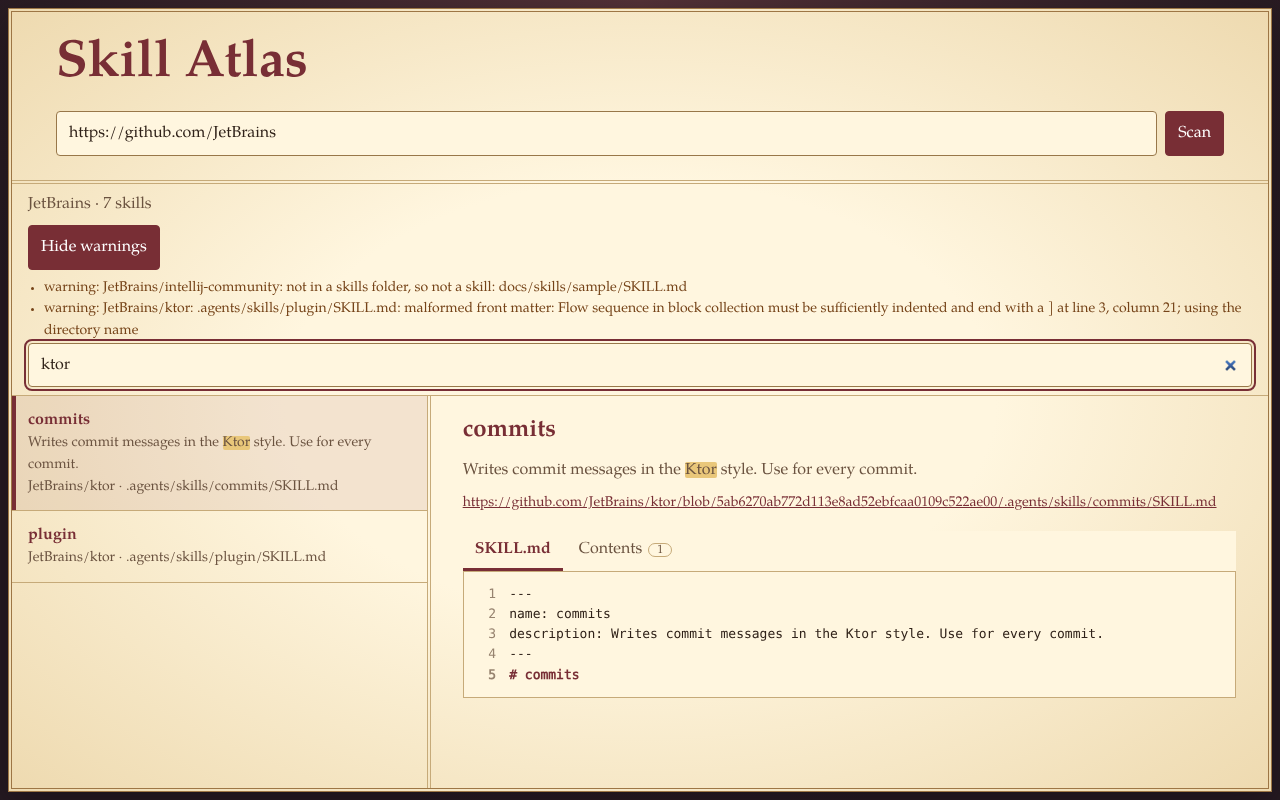 Skill Atlas
https://github.com/JetBrains
Scan
JetBrains · 7 skills
Hide warnings
• warning: JetBrains/intellij-community: not in a skills folder, so not a skill: docs/skills/sample/SKILL.md
• warning: JetBrains/ktor: .agents/skills/plugin/SKILL.md: malformed front matter: Flow sequence in block collection must be sufficiently indented and end with a ] at line 3, column 21; using the
directory name
ktor
commits
Writes commit messages in the Ktor style. Use for every
commit.
JetBrains/ktor · .agents/skills/commits/SKILL.md
plugin
JetBrains/ktor · .agents/skills/plugin/SKILL.md
commits
Writes commit messages in the Ktor style. Use for every commit.
https://github.com/JetBrains/ktor/blob/5ab6270ab772d113e8ad52ebfcaa0109c522ae00/.agents/skills/commits/SKILL.md
SKILL.md
Contents 1
1 ---
2 name: commits
3 description: Writes commit messages in the Ktor style. Use for every commit.
4 ---
5 # commits